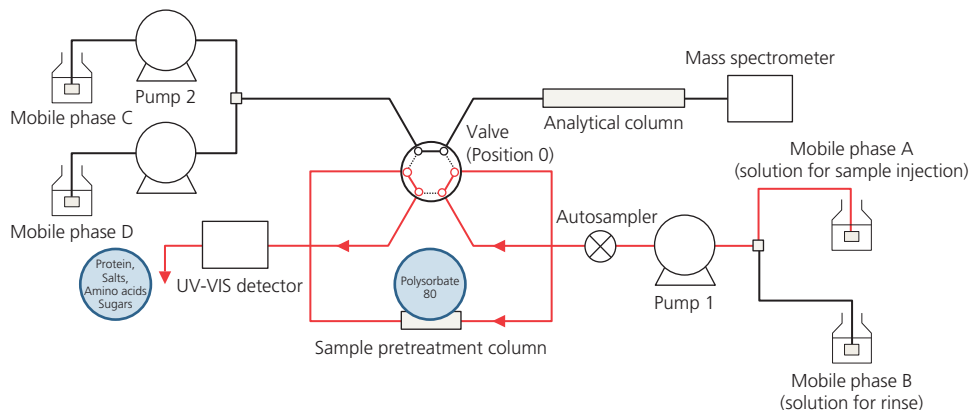 Mobile phase C
Pump 2
Mobile phase D
Protein,
Salts,
Amino acids
Sugars
UV-VIS detector
Valve
(Position 0)
Polysorbate
80
Sample pretreatment column
Analytical column
Mass spectrometer
Autosampler
Pump 1
Mobile phase A
(solution for sample injection)
Mobile phase B
(solution for rinse)